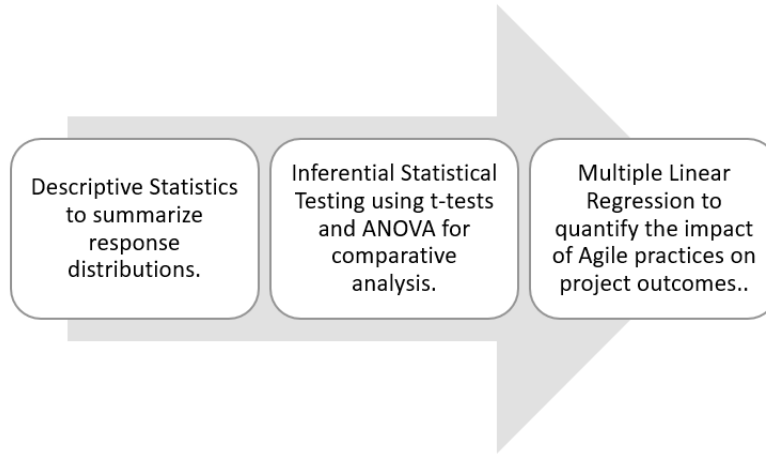 Descriptive Statistics
to summarize
response
distributions.
Inferential Statistical
Testing using t-tests
and ANOVA for
comparative
analysis.
Multiple Linear
Regression to
quantify the impact
of Agile practices on
project outcomes..